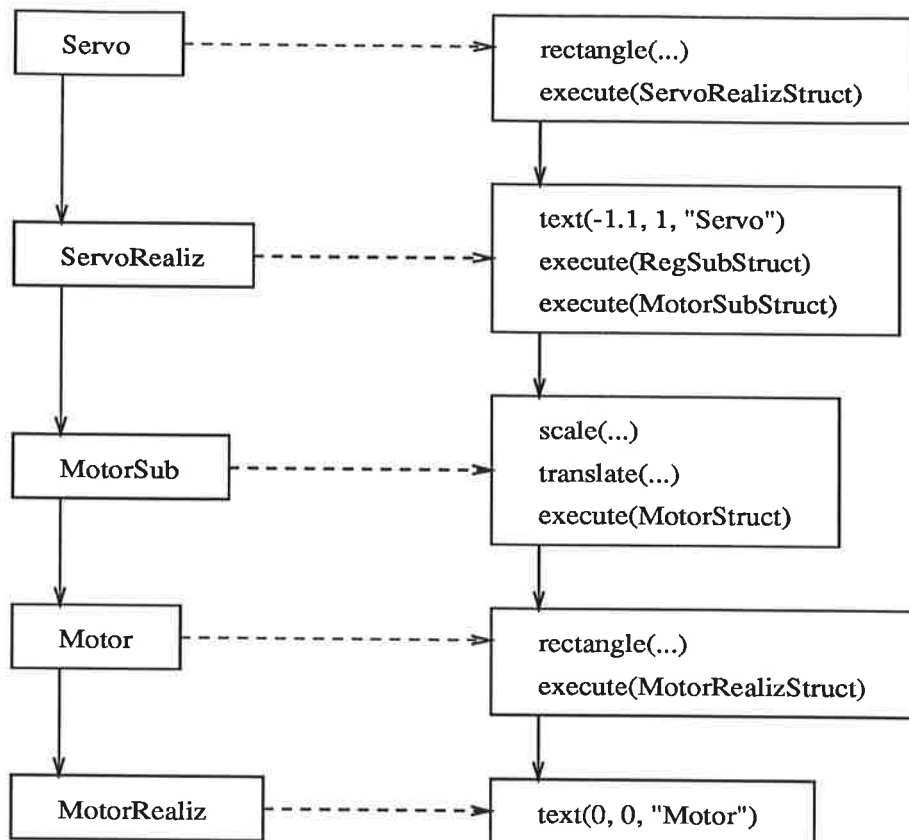 Servo
rectangle(...)
execute(ServoRealizStruct)
ServoRealiz
text(-1.1, 1, "Servo")
execute(RegSubStruct)
execute(MotorSubStruct)
MotorSub
scale(...)
translate(...)
execute(MotorStruct)
Motor
rectangle(...)
execute(MotorRealizStruct)
MotorRealiz
text(0, 0, "Motor")